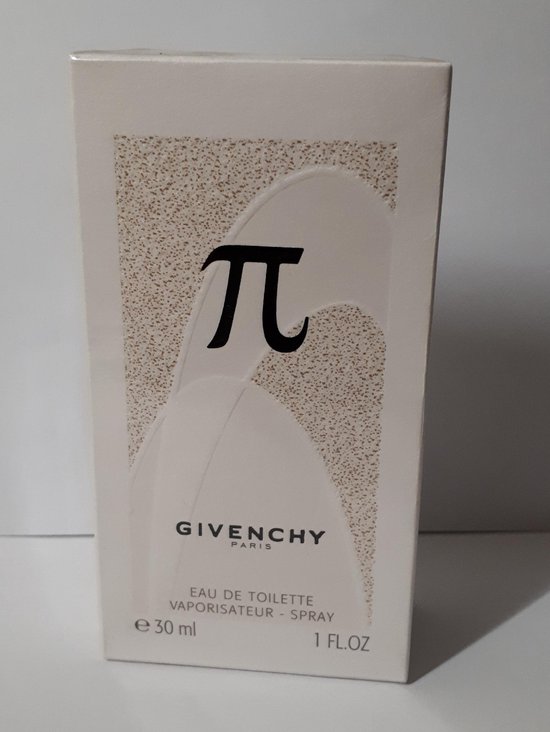 π
GIVENCHY
PARIS
EAU DE TOILETTE
VAPORISATEUR - SPRAY
℮ 30 ml 1 FL.OZ